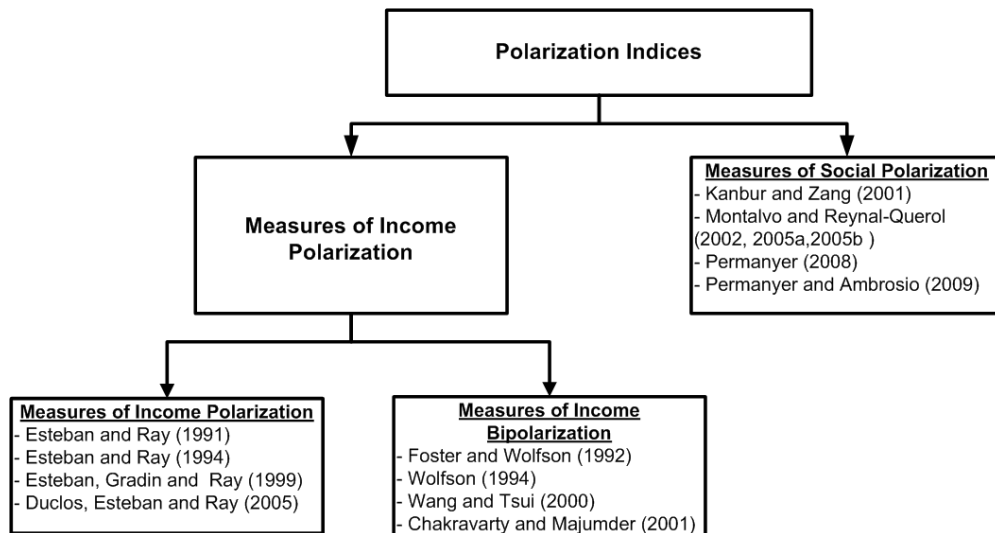 Polarization Indices
Measures of Income
Polarization
Measures of Social Polarization
- Kanbur and Zang (2001)
- Montalvo and Reynal-Querol
(2002, 2005a,2005b )
- Permanyer (2008)
- Permanyer and Ambrosio (2009)
Measures of Income Polarization
- Esteban and Ray (1991)
- Esteban and Ray (1994)
- Esteban, Gradin and  Ray (1999)
- Duclos, Esteban and Ray (2005)
Measures of Income
Bipolarization
- Foster and Wolfson (1992)
- Wolfson (1994)
- Wang and Tsui (2000)
- Chakravarty and Majumder (2001)